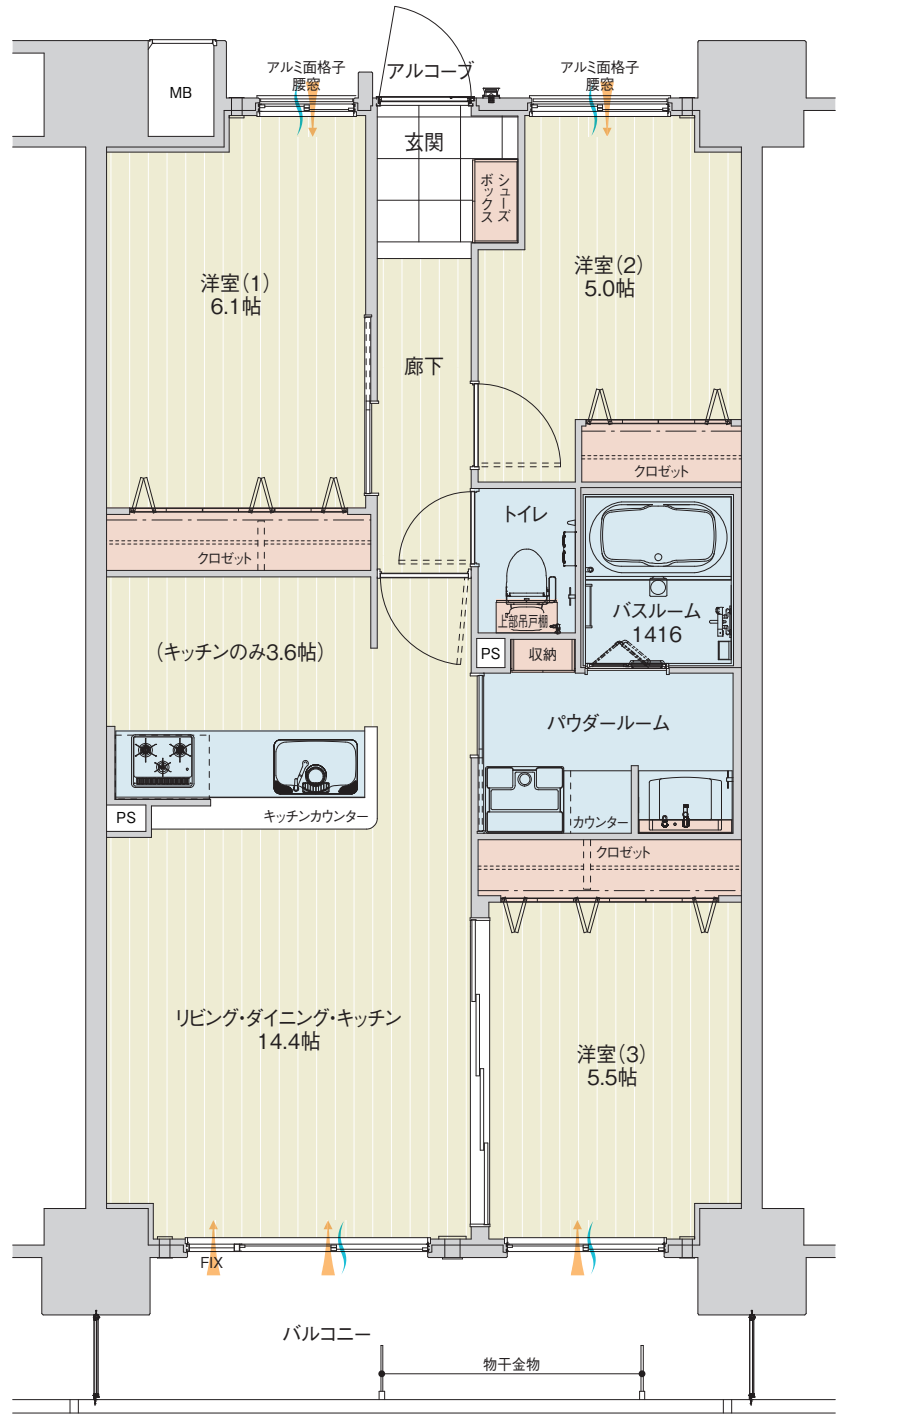 MB
アルミ面格子
腰窓
アルコーブ
アルミ面格子
腰窓
玄関
シューズ
ボックス
洋室(1)
6.1帖
洋室(2)
5.0帖
廊下
クロゼット
クロゼット
トイレ
上部吊戸棚
バスルーム
1416
(キッチンのみ3.6帖)
PS
収納
パウダールーム
PS
キッチンカウンター
カウンター
クロゼット
リビング・ダイニング・キッチン
14.4帖
洋室(3)
5.5帖
FIX
バルコニー
物干金物